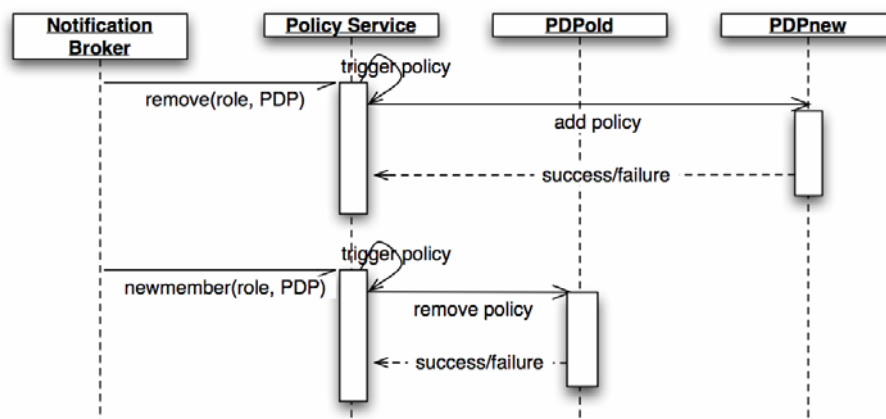 Notification
Broker
Policy Service
PDPold
PDPnew
trigger policy
remove(role, PDP)
add policy
success/failure
trigger policy
newmember(role, PDP)
remove policy
success/failure